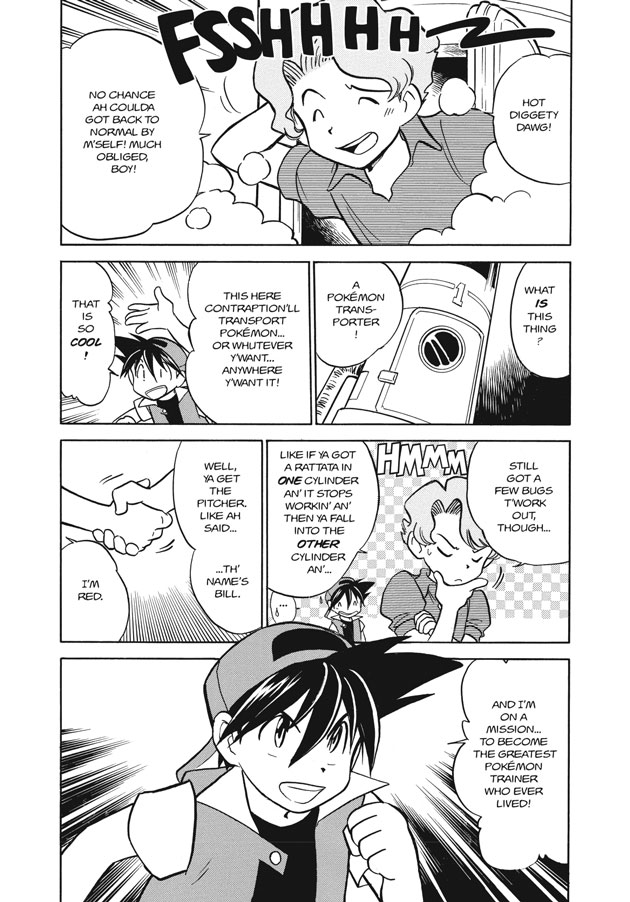 FSSHHHH
HOT
DIGGETY
DAWG!
NO CHANCE
AH COULDA
GOT BACK TO
NORMAL BY
M'SELF! MUCH
OBLIGED,
BOY!
WHAT
IS
THIS
THING
?
1
A
POKÉMON
TRANS-
PORTER
!
THIS HERE
CONTRAPTION'LL
TRANSPORT
POKÉMON...
OR WHUTEVER
Y'WANT...
ANYWHERE
Y'WANT IT!
THAT
IS
SO
COOL
!
HMMM
STILL
GOT A
FEW BUGS
T'WORK
OUT,
THOUGH...
LIKE IF YA GOT
A RATTATA IN
ONE CYLINDER
AN' IT STOPS
WORKIN' AN'
THEN YA FALL
INTO THE
OTHER
CYLINDER
AN'...
...
WELL,
YA GET
THE
PITCHER.
LIKE AH
SAID...
...TH'
NAME'S
BILL.
I'M
RED.
AND I'M
ON A
MISSION...
TO BECOME
THE GREATEST
POKÉMON
TRAINER
WHO EVER
LIVED!